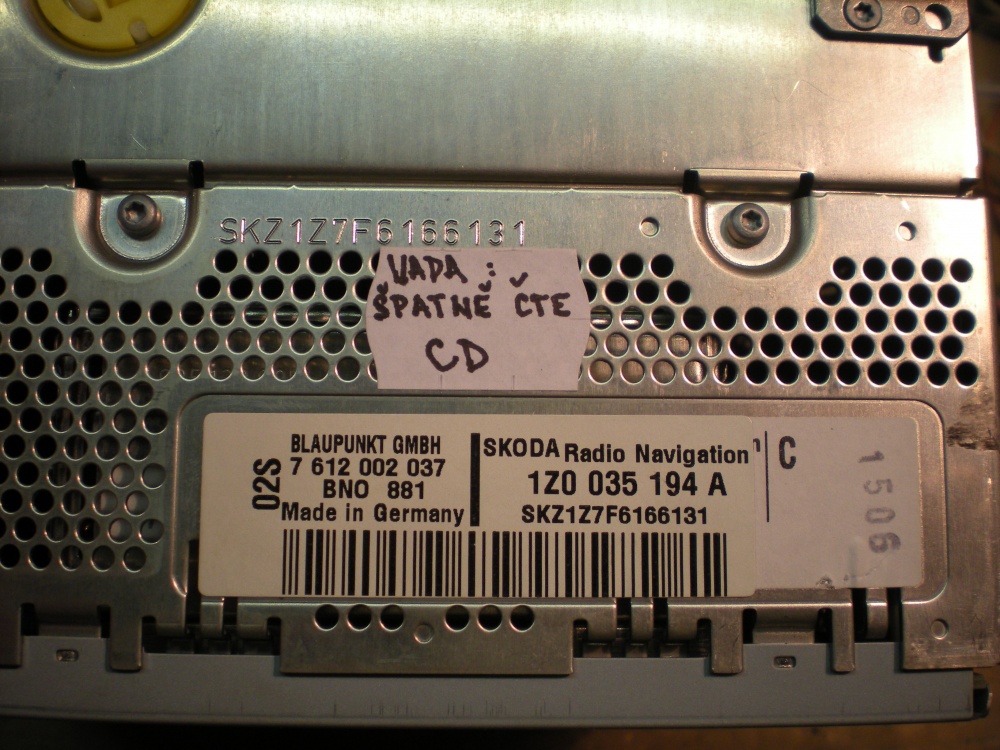 SKZ1Z7F6166131
VADA :
ŠPATNĚ ČTE
CD
02S
BLAUPUNKT GMBH
7 612 002 037
BNO 881
Made in Germany
SKODA Radio Navigation
1Z0 035 194 A
SKZ1Z7F6166131
C
1506